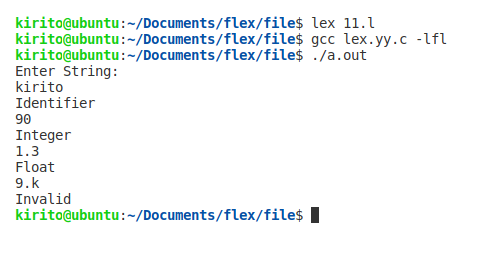 kirito@ubuntu:~/Documents/flex/file$ lex 11.l
kirito@ubuntu:~/Documents/flex/file$ gcc lex.yy.c -lfl
kirito@ubuntu:~/Documents/flex/file$ ./a.out
Enter String:
kirito
Identifier
90
Integer
1.3
Float
9.k
Invalid
kirito@ubuntu:~/Documents/flex/file$